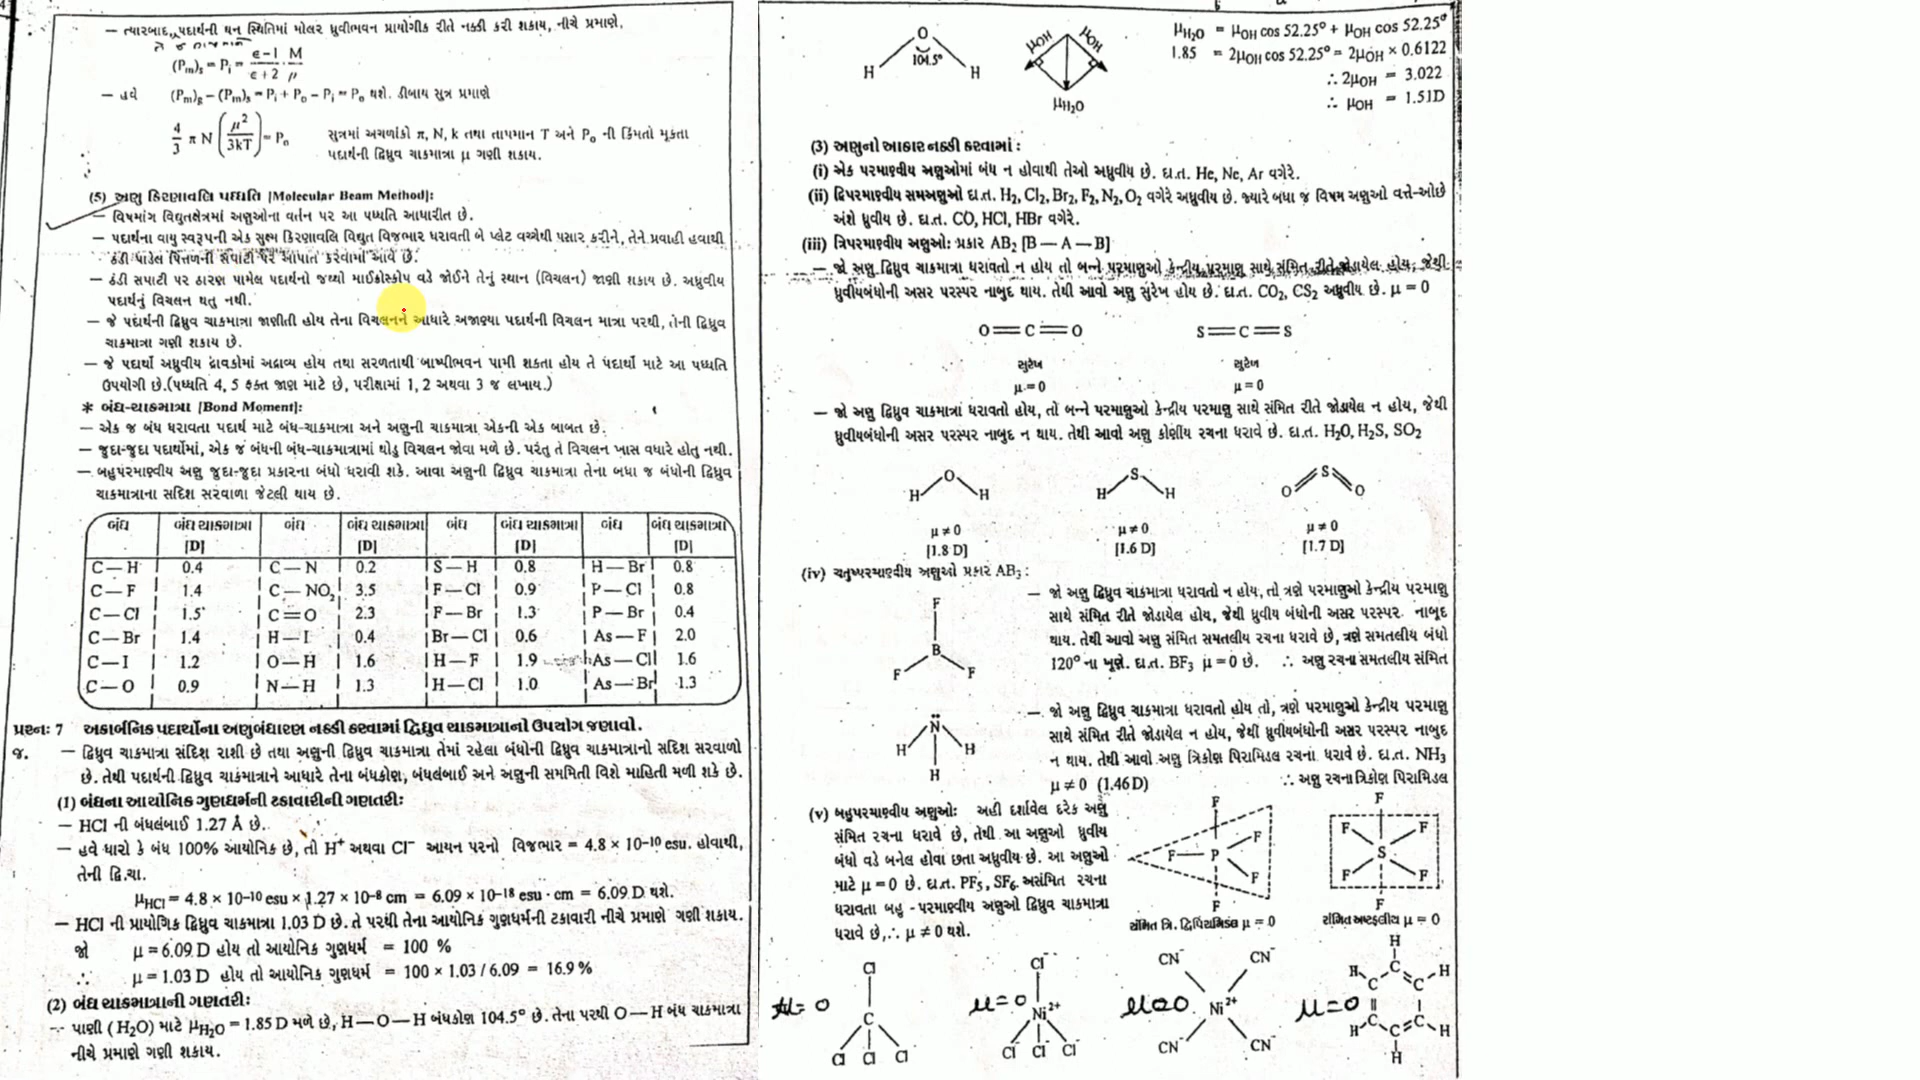 – ત્યારબાદ, પદાર્થની ઘન સ્થિતિમાં મોલર ધ્રુવીભવન પ્રાયોગીક રીતે નક્કી કરી શકાય, નીચે પ્રમાણે,
(Pm)s = Pi = ϵ–1/ϵ+2 · M/ρ
– હવે (Pm)g – (Pm)s = Pi + Po – Pi = Po થશે. ડીબાય સુત્ર પ્રમાણે
4/3 π N (μ²/3kT) = Po સુત્રમાં અચળાંકો π, N, k તથા તાપમાન T અને Po ની કિંમતો મૂકતા
પદાર્થની દ્વિધ્રુવ ચાકમાત્રા μ ગણી શકાય.
(5) અણુ કિરણાવલિ પધ્ધતિ [Molecular Beam Method]:
– વિષમાંગ વિદ્યુતક્ષેત્રમાં અણુઓના વર્તન પર આ પધ્ધતિ આધારીત છે.
– પદાર્થના વાયુ સ્વરૂપની એક સુક્ષ્મ કિરણાવલિ વિદ્યુત વિજભાર ધરાવતી બે પ્લેટ વચ્ચેથી પસાર કરીને, તેને પ્રવાહી હવાથી
ઠંડી પાડેલ પિત્તળની સપાટી પર આપાત કરવામાં આવે છે.
– ઠંડી સપાટી પર ઠારણ પામેલ પદાર્થનો જથ્થો માઈક્રોસ્કોપ વડે જોઈને તેનું સ્થાન (વિચલન) જાણી શકાય છે. અધ્રુવીય
પદાર્થનું વિચલન થતુ નથી.
– જે પદાર્થની દ્વિધ્રુવ ચાકમાત્રા જાણીતી હોય તેના વિચલનને આધારે અજાણ્યા પદાર્થની વિચલન માત્રા પરથી, તેની દ્વિધ્રુવ
ચાકમાત્રા ગણી શકાય છે.
– જે પદાર્થો અધ્રુવીય દ્રાવકોમાં અદ્રાવ્ય હોય તથા સરળતાથી બાષ્પીભવન પામી શકતા હોય તે પદાર્થો માટે આ પધ્ધતિ
ઉપયોગી છે.(પધ્ધતિ 4, 5 ફક્ત જાણ માટે છે, પરીક્ષામાં 1, 2 અથવા 3 જ લખાય.)
* બંધ-ચાકમાત્રા [Bond Moment]:
– એક જ બંધ ધરાવતા પદાર્થ માટે બંધ-ચાકમાત્રા અને અણુની ચાકમાત્રા એકની એક બાબત છે.
– જુદા-જુદા પદાર્થોમાં, એક જ બંધની બંધ-ચાકમાત્રામાં થોડુ વિચલન જોવા મળે છે. પરંતુ તે વિચલન ખાસ વધારે હોતુ નથી.
– બહુપરમાણ્વીય અણુ જુદા-જુદા પ્રકારના બંધો ધરાવી શકે. આવા અણુની દ્વિધ્રુવ ચાકમાત્રા તેના બધા જ બંધોની દ્વિધ્રુવ
ચાકમાત્રાના સદિશ સરવાળા જેટલી થાય છે.
બંધ બંધ ચાકમાત્રા બંધ બંધ ચાકમાત્રા બંધ બંધ ચાકમાત્રા બંધ બંધ ચાકમાત્રા
[D] [D] [D] [D]
C — H 0.4 C — N 0.2 S — H 0.8 H — Br 0.8
C — F 1.4 C — NO2 3.5 F — Cl 0.9 P — Cl 0.8
C — Cl 1.5 C = O 2.3 F — Br 1.3 P — Br 0.4
C — Br 1.4 H — I 0.4 Br — Cl 0.6 As — F 2.0
C — I 1.2 O — H 1.6 H — F 1.9 As — Cl 1.6
C — O 0.9 N — H 1.3 H — Cl 1.0 As — Br 1.3
પ્રશ્ન: 7 અકાર્બનિક પદાર્થોના અણુબંધારણ નક્કી કરવામાં દ્વિધ્રુવ ચાકમાત્રાનો ઉપયોગ જણાવો.
જ. – દ્વિધ્રુવ ચાકમાત્રા સદિશ રાશી છે તથા અણુની દ્વિધ્રુવ ચાકમાત્રા તેમાં રહેલા બંધોની દ્વિધ્રુવ ચાકમાત્રાનો સદિશ સરવાળો
છે. તેથી પદાર્થની દ્વિધ્રુવ ચાકમાત્રાને આધારે તેના બંધકોણ, બંધલંબાઈ અને અણુની સમમિતી વિશે માહિતી મળી શકે છે.
(1) બંધના આયોનિક ગુણધર્મની ટકાવારીની ગણતરી:
– HCl ની બંધલંબાઈ 1.27 Å છે.
– હવે ધારો કે બંધ 100% આયોનિક છે, તો H⁺ અથવા Cl⁻ આયન પરનો વિજભાર = 4.8 × 10⁻¹⁰ esu. હોવાથી,
તેની દ્વિ.ચા.
μHCl = 4.8 × 10⁻¹⁰ esu × 1.27 × 10⁻⁸ cm = 6.09 × 10⁻¹⁸ esu · cm = 6.09 D થશે.
– HCl ની પ્રાયોગિક દ્વિધ્રુવ ચાકમાત્રા 1.03 D છે. તે પરથી તેના આયોનિક ગુણધર્મની ટકાવારી નીચે પ્રમાણે ગણી શકાય.
જો μ = 6.09 D હોય તો આયોનિક ગુણધર્મ = 100 %
∴ μ = 1.03 D હોય તો આયોનિક ગુણધર્મ = 100 × 1.03 / 6.09 = 16.9 %
(2) બંધ ચાકમાત્રાની ગણતરી:
– પાણી (H2O) માટે μH2O = 1.85 D મળે છે, H—O—H બંધકોણ 104.5° છે. તેના પરથી O—H બંધ ચાકમાત્રા
નીચે પ્રમાણે ગણી શકાય.
O
104.5°
H H
μOH μOH
μH2O
μH2O = μOH cos 52.25° + μOH cos 52.25°
1.85 = 2μOH cos 52.25° = 2μOH × 0.6122
∴ 2μOH = 3.022
∴ μOH = 1.51D
(3) અણુનો આકાર નક્કી કરવામાં :
(i) એક પરમાણ્વીય અણુઓમાં બંધ ન હોવાથી તેઓ અધ્રુવીય છે. દા.ત. He, Ne, Ar વગેરે.
(ii) દ્વિપરમાણ્વીય સમઅણુઓ દા.ત. H2, Cl2, Br2, F2, N2, O2 વગેરે અધ્રુવીય છે. જ્યારે બધા જ વિષમ અણુઓ વત્તે-ઓછે
અંશે ધ્રુવીય છે. દા.ત. CO, HCl, HBr વગેરે.
(iii) ત્રિપરમાણ્વીય અણુઓ: પ્રકાર AB2 [B — A — B]
– જો અણુ દ્વિધ્રુવ ચાકમાત્રા ધરાવતો ન હોય તો બન્ને પરમાણુઓ કેન્દ્રીય પરમાણુ સાથે સંમિત રીતે જોડાયેલ હોય, જેથી
ધ્રુવીયબંધોની અસર પરસ્પર નાબુદ થાય. તેથી આવો અણુ સુરેખ હોય છે. દા.ત. CO2, CS2 અધ્રુવીય છે. μ = 0
O=C=O S=C=S
સુરેખ સુરેખ
μ = 0 μ = 0
– જો અણુ દ્વિધ્રુવ ચાકમાત્રા ધરાવતો હોય, તો બન્ને પરમાણુઓ કેન્દ્રીય પરમાણુ સાથે સંમિત રીતે જોડાયેલ ન હોય, જેથી
ધ્રુવીયબંધોની અસર પરસ્પર નાબુદ ન થાય. તેથી આવો અણુ કોણીય રચના ધરાવે છે. દા.ત. H2O, H2S, SO2
O S S
H H H H O O
μ ≠ 0 μ ≠ 0 μ ≠ 0
[1.8 D] [1.6 D] [1.7 D]
(iv) ચતુષ્પરમાણ્વીય અણુઓ પ્રકાર AB3 :
F
B
F F
– જો અણુ દ્વિધ્રુવ ચાકમાત્રા ધરાવતો ન હોય, તો ત્રણે પરમાણુઓ કેન્દ્રીય પરમાણુ
સાથે સંમિત રીતે જોડાયેલ હોય, જેથી ધ્રુવીય બંધોની અસર પરસ્પર નાબૂદ
થાય. તેથી આવો અણુ સંમિત સમતલીય રચના ધરાવે છે, ત્રણે સમતલીય બંધો
120° ના ખૂણે. દા.ત. BF3 μ = 0 છે. ∴ અણુ રચના સમતલીય સંમિત
N
H H
H
– જો અણુ દ્વિધ્રુવ ચાકમાત્રા ધરાવતો હોય તો, ત્રણે પરમાણુઓ કેન્દ્રીય પરમાણુ
સાથે સંમિત રીતે જોડાયેલ ન હોય, જેથી ધ્રુવીયબંધોની અસર પરસ્પર નાબૂદ
ન થાય. તેથી આવો અણુ ત્રિકોણ પિરામિડલ રચના ધરાવે છે. દા.ત. NH3
μ ≠ 0 (1.46 D) ∴ અણુ રચના ત્રિકોણ પિરામિડલ
(v) બહુપરમાણ્વીય અણુઓ: અહી દર્શાવેલ દરેક અણુ
સંમિત રચના ધરાવે છે, તેથી આ અણુઓ ધ્રુવીય
બંધો વડે બનેલ હોવા છતા અધ્રુવીય છે. આ અણુઓ
માટે μ = 0 છે. દા.ત. PF5, SF6. અસંમિત રચના
ધરાવતા બહુ - પરમાણ્વીય અણુઓ દ્વિધ્રુવ ચાકમાત્રા
ધરાવે છે, ∴ μ ≠ 0 થશે.
F
F P F
F
F
સંમિત ત્રિ. દ્વિપિરામિડલ μ = 0
F
F F
S
F F
F
સંમિત અષ્ટફલીય μ = 0
μ = 0
Cl
C
Cl Cl Cl
μ = 0
Cl⁻
Ni²⁺
Cl⁻ Cl⁻ Cl⁻
μ = 0
CN⁻ CN⁻
Ni²⁺
CN⁻ CN⁻
μ = 0
H
H C H
C C
C C
H C H
H